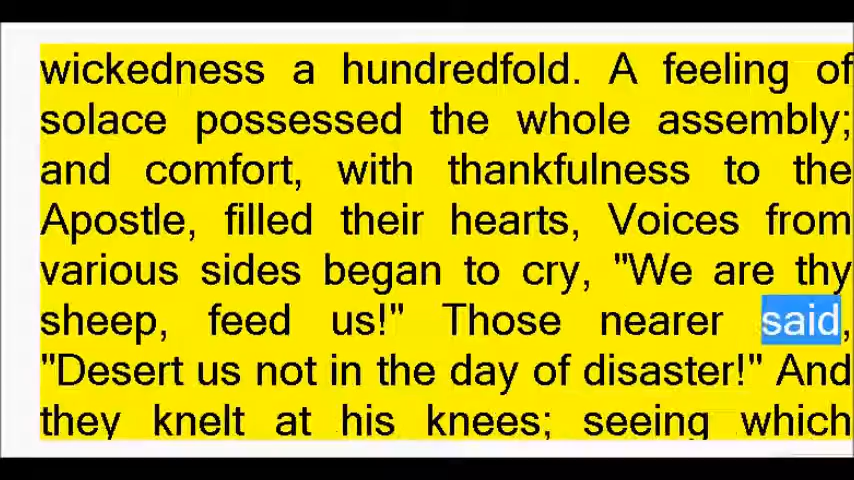 wickedness a hundredfold. A feeling of
solace possessed the whole assembly;
and comfort, with thankfulness to the
Apostle, filled their hearts, Voices from
various sides began to cry, "We are thy
sheep, feed us!" Those nearer said,
"Desert us not in the day of disaster!" And
they knelt at his knees; seeing which